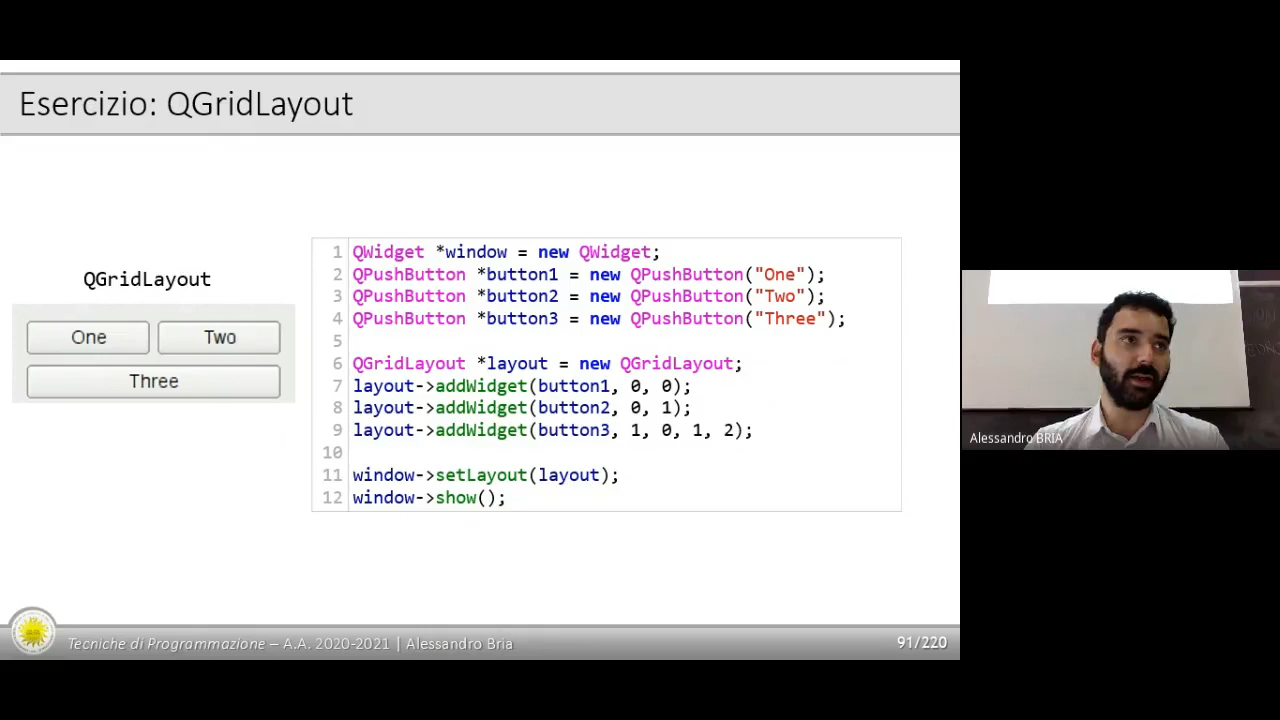 Esercizio: QGridLayout
QGridLayout
One Two
Three
1 QWidget *window = new QWidget;
2 QPushButton *button1 = new QPushButton("One");
3 QPushButton *button2 = new QPushButton("Two");
4 QPushButton *button3 = new QPushButton("Three");
5
6 QGridLayout *layout = new QGridLayout;
7 layout->addWidget(button1, 0, 0);
8 layout->addWidget(button2, 0, 1);
9 layout->addWidget(button3, 1, 0, 1, 2);
10
11 window->setLayout(layout);
12 window->show();
Alessandro BRIA
Tecniche di Programmazione – A.A. 2020-2021 | Alessandro Bria
91/220